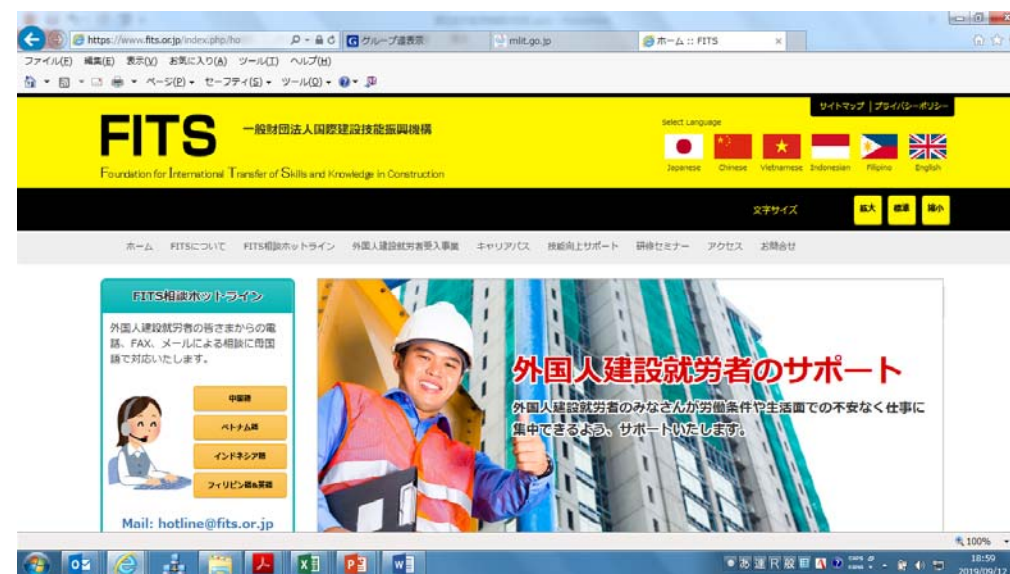 https://www.fits.or.jp/index.php/ho
グループ週表示
mlit.go.jp
ホーム :: FITS
ファイル(F) 編集(E) 表示(V) お気に入り(A) ツール(T) ヘルプ(H)
ページ(P) セーフティ(S) ツール(O)
サイトマップ | プライバシーポリシー
FITS
一般財団法人国際建設技能振興機構
Foundation for International Transfer of Skills and Knowledge in Construction
Select Language
Japanese Chinese Vietnamese Indonesian Filipino English
文字サイズ 拡大 標準 縮小
ホーム FITSについて FITS相談ホットライン 外国人建設就労者受入事業 キャリアパス 技能向上サポート 研修セミナー アクセス お問合せ
FITS相談ホットライン
外国人建設就労者の皆さまからの電
話、FAX、メールによる相談に母国
語で対応いたします。
中国語
ベトナム語
インドネシア語
フィリピン語&英語
Mail: hotline@fits.or.jp
外国人建設就労者のサポート
外国人建設就労者のみなさんが労働条件や生活面での不安なく仕事に
集中できるよう、サポートいたします。
100%
あ 連 R 般
18:59
2019/09/12